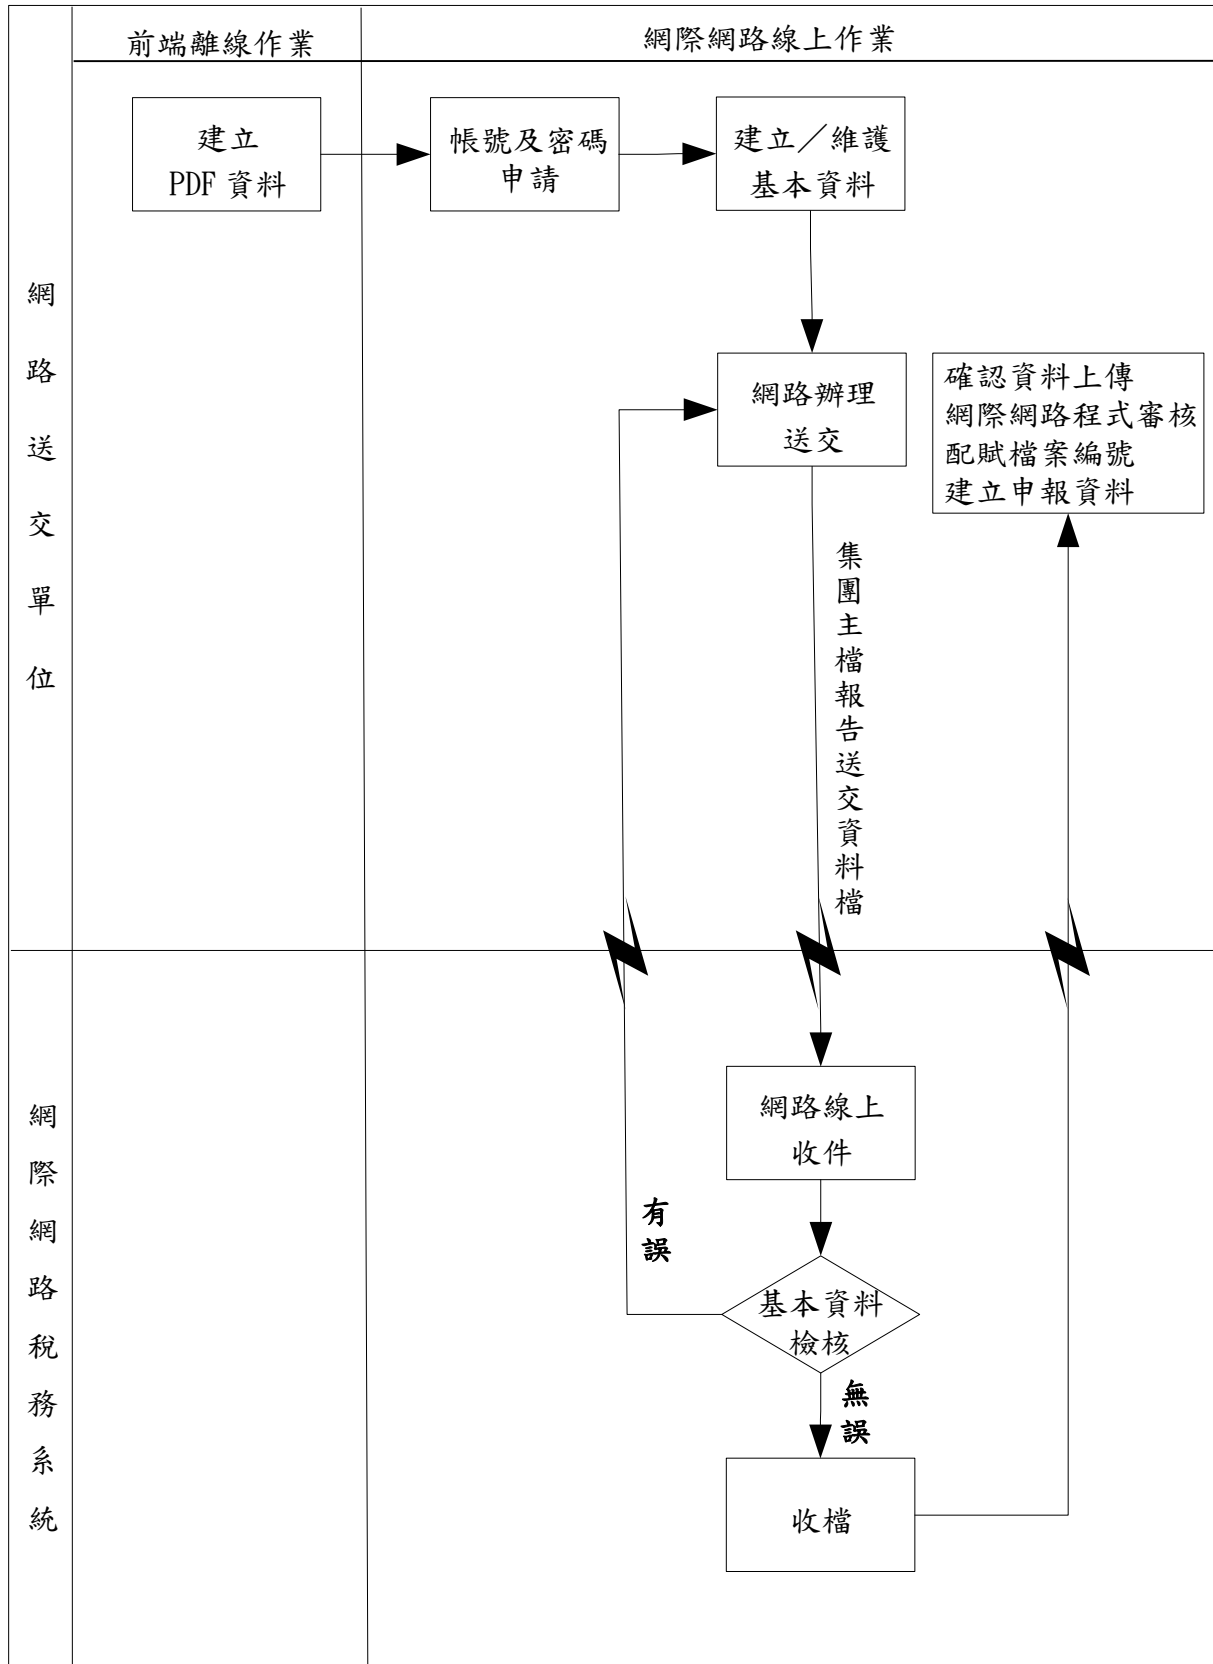 前端離線作業
網際網路線上作業
網路送交單位
建立
PDF 資料
帳號及密碼
申請
建立／維護
基本資料
網路辦理
送交
確認資料上傳
網際網路程式審核
配賦檔案編號
建立申報資料
集團主檔報告送交資料檔
網際網路稅務系統
網路線上
收件
有誤
基本資料
檢核
無誤
收檔